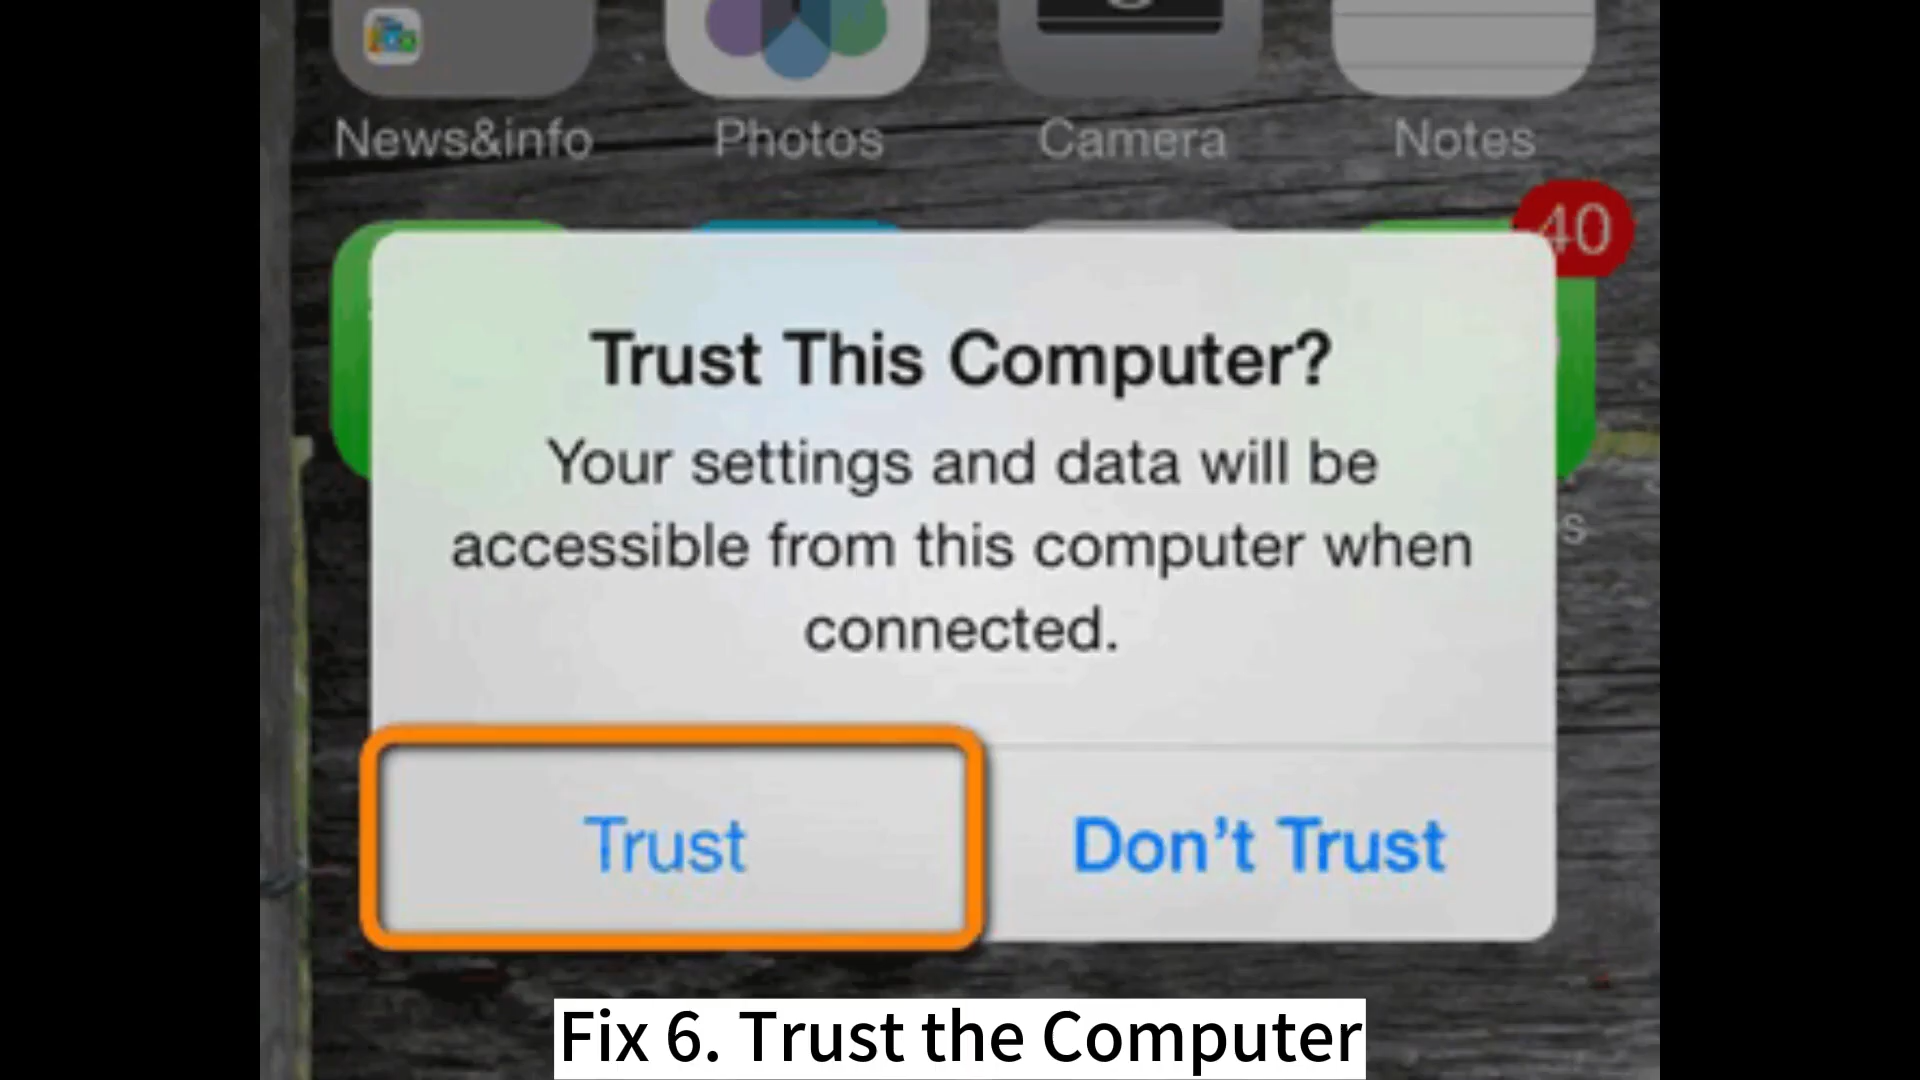 News&info Photos Camera Notes
40
Trust This Computer?
Your settings and data will be
accessible from this computer when
connected.
Trust Don't Trust
Fix 6. Trust the Computer